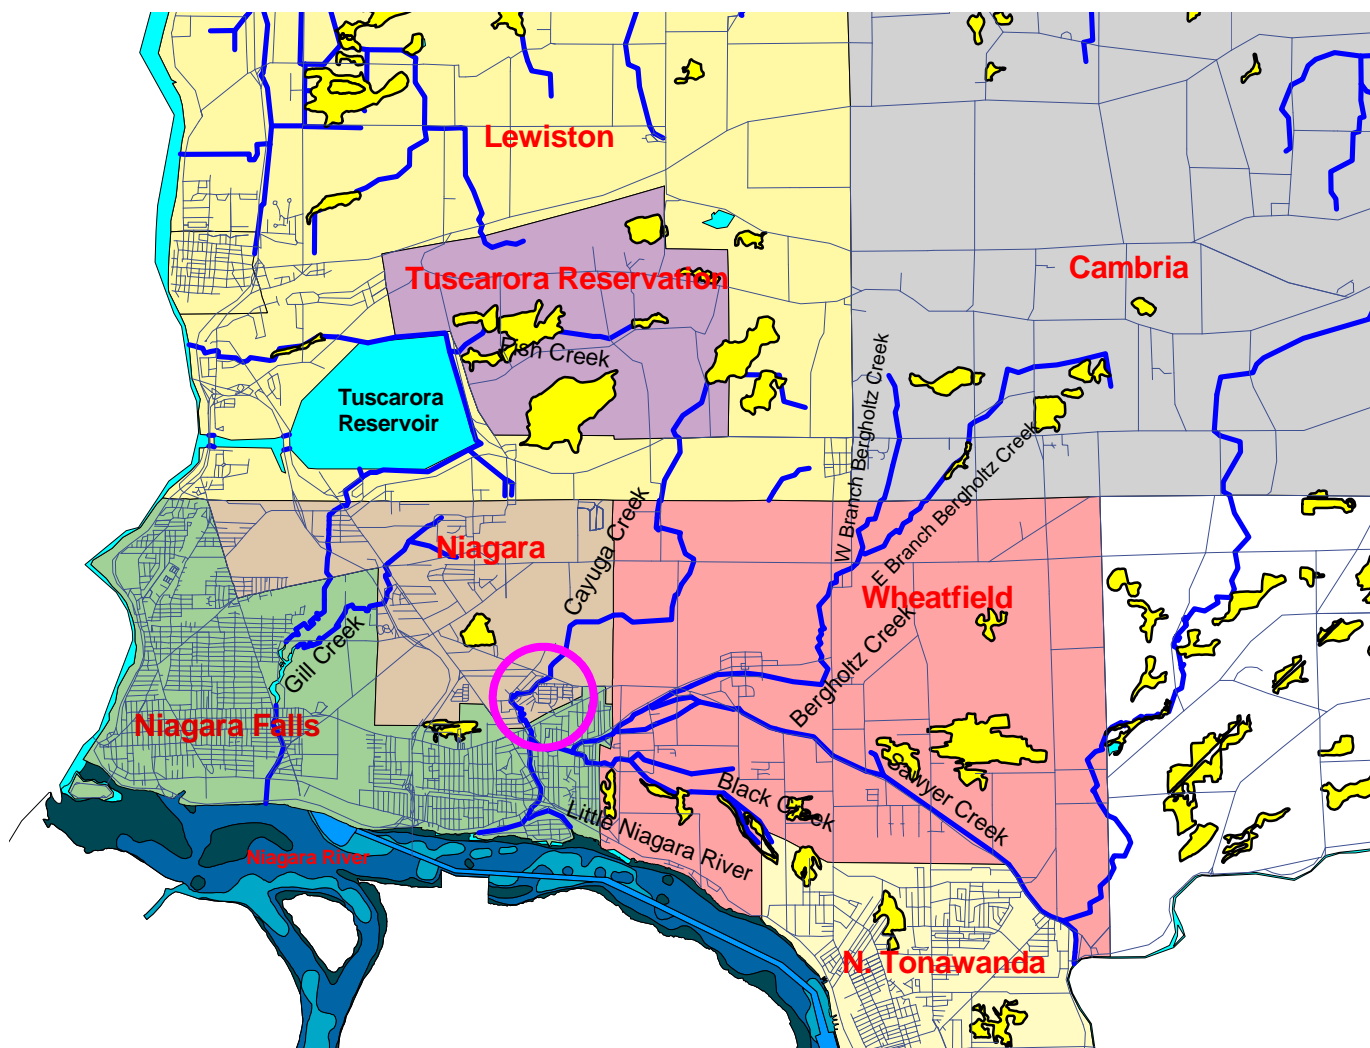 Lewiston
Tuscarora Reservation
Cambria
Fish Creek
Tuscarora
Reservoir
W Branch Bergholtz Creek
E Branch Bergholtz Creek
Cayuga Creek
Niagara
Wheatfield
Gill Creek
Bergholtz Creek
Niagara Falls
Sawyer Creek
Black Creek
Little Niagara River
Niagara River
N. Tonawanda